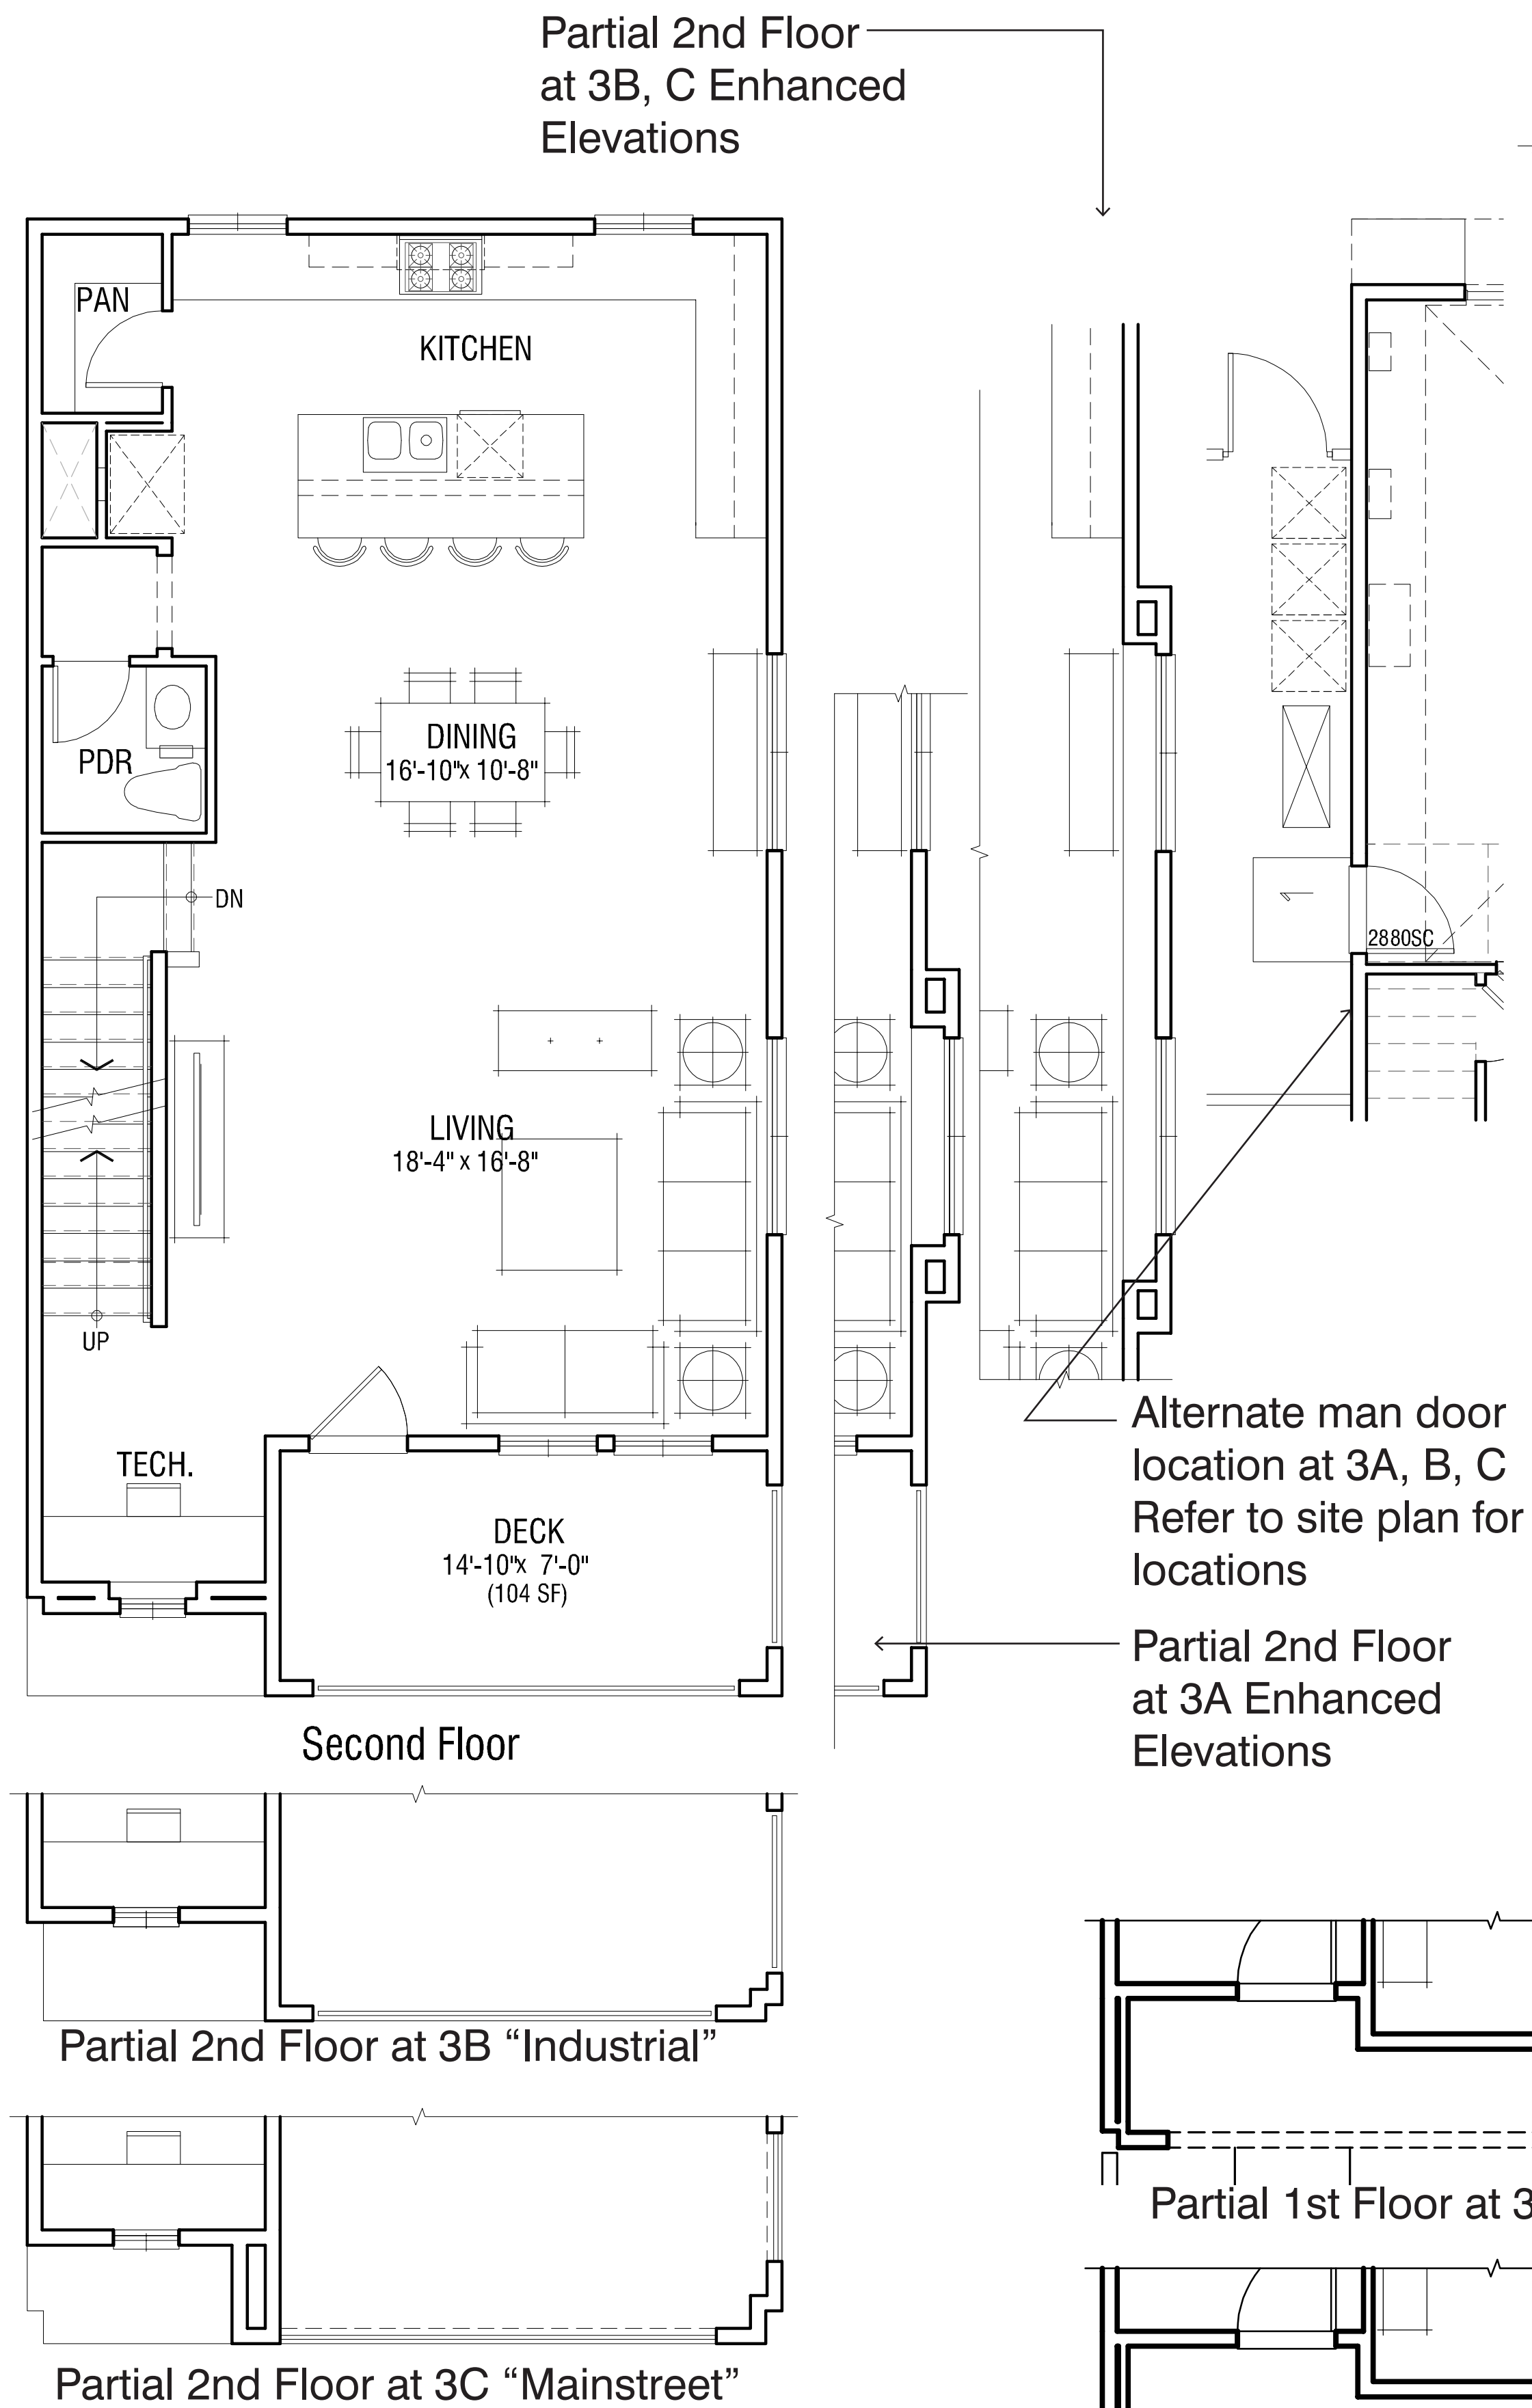 Partial 2nd Floor
at 3B, C Enhanced
Elevations
PAN
KITCHEN
DINING
16'-10"x 10'-8"
PDR
DN
1
2880SC
LIVING
18'-4" x 16'-8"
UP
TECH.
DECK
14'-10"x 7'-0"
(104 SF)
Alternate man door
location at 3A, B, C
Refer to site plan for
locations
Partial 2nd Floor
at 3A Enhanced
Elevations
Second Floor
Partial 2nd Floor at 3B “Industrial”
Partial 1st Floor at 3
Partial 2nd Floor at 3C “Mainstreet”